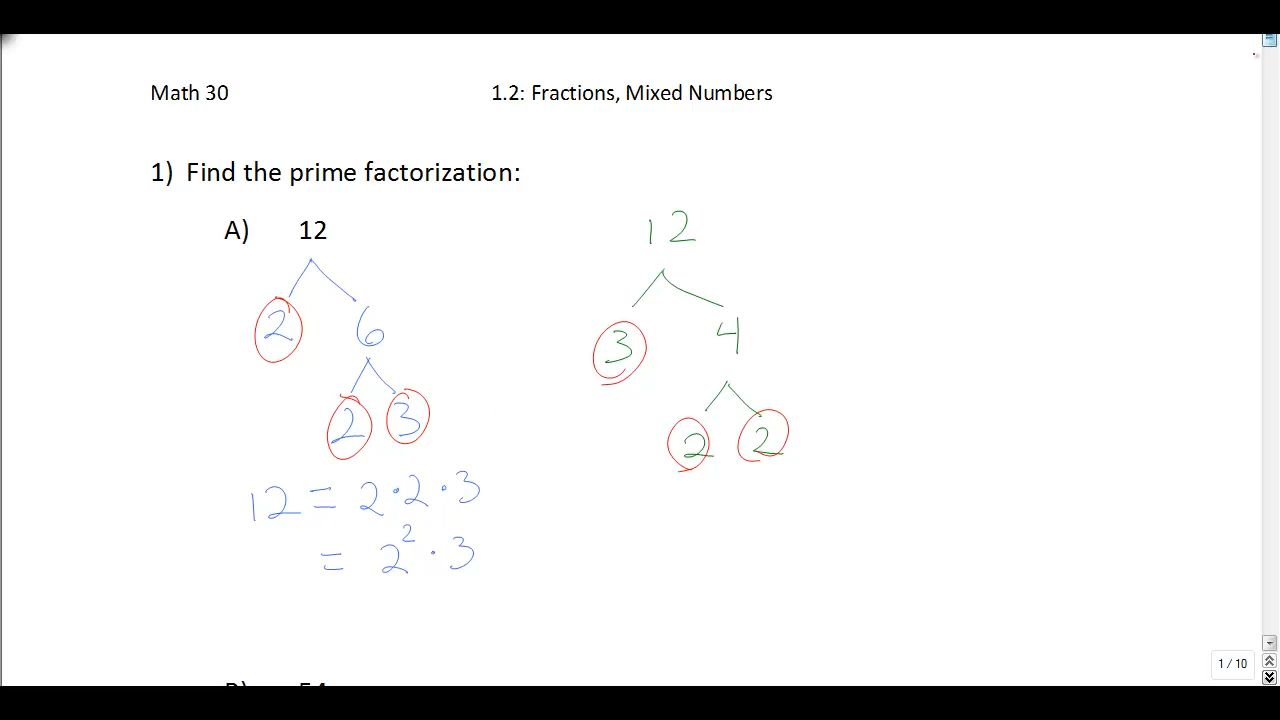 Math 30 1.2: Fractions, Mixed Numbers
1) Find the prime factorization:
A) 12 12
2 6 3 4
2 3 2 2
12 = 2 · 2 · 3
= 2² · 3
1 / 10